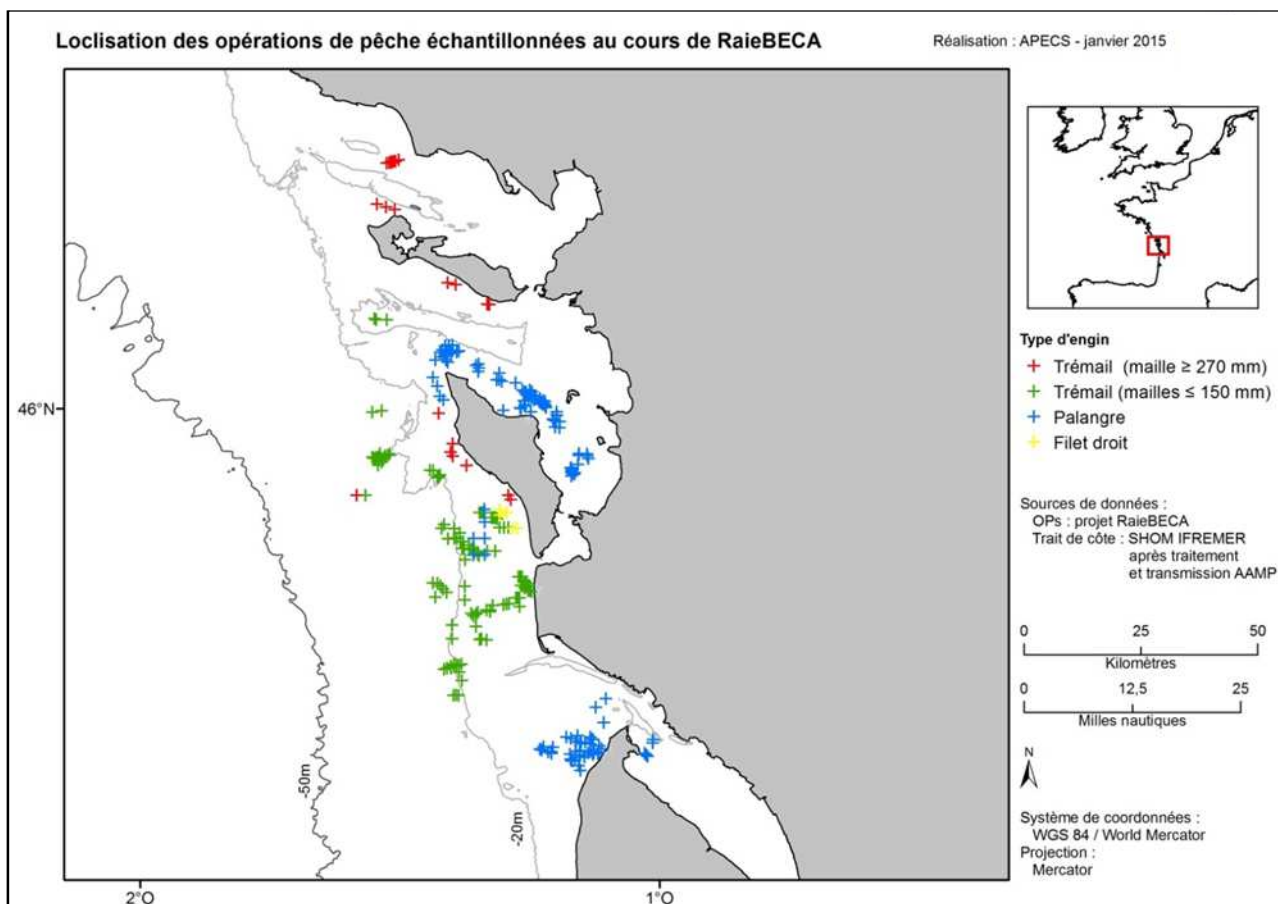 Loclisation des opérations de pêche échantillonnées au cours de RaieBECA
Réalisation : APECS - janvier 2015
Type d'engin
Trémail (maille ≥ 270 mm)
Trémail (mailles ≤ 150 mm)
Palangre
Filet droit
46°N
Sources de données :
OPs : projet RaieBECA
Trait de côte : SHOM IFREMER
après traitement
et transmission AAMP
0 25 50
Kilomètres
0 12,5 25
Milles nautiques
N
-50m
-20m
Système de coordonnées :
WGS 84 / World Mercator
Projection :
Mercator
2°O
1°O